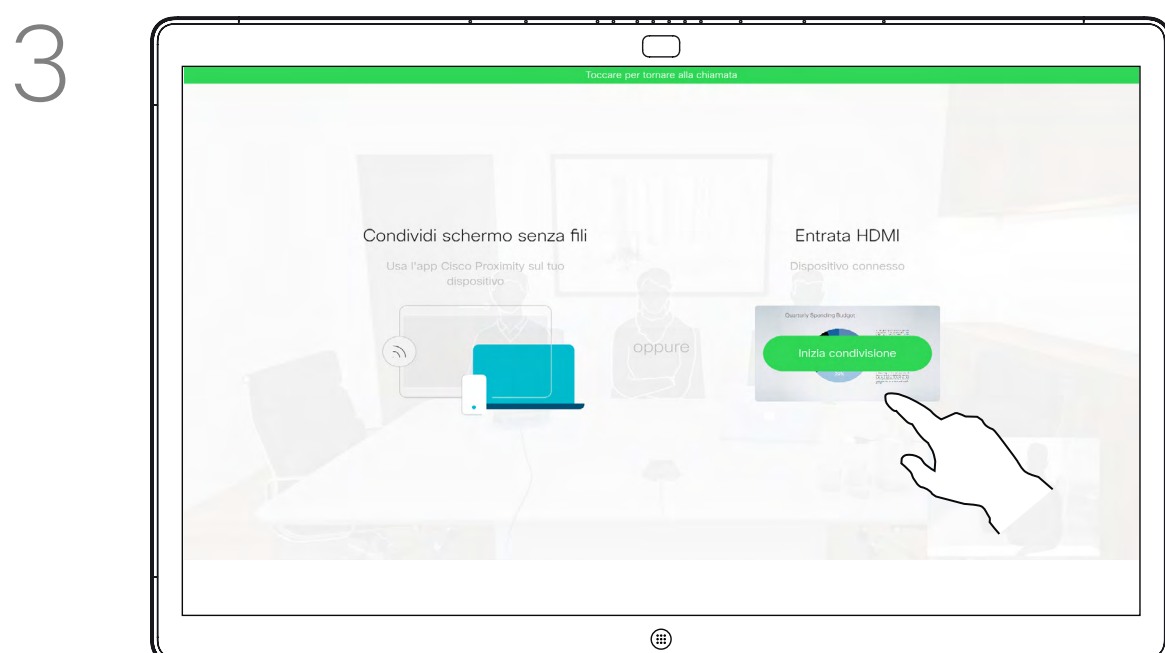 3
Toccare per tornare alla chiamata
Condividi schermo senza fili
Usa l'app Cisco Proximity sul tuo
dispositivo
oppure
Entrata HDMI
Dispositivo connesso
Quarterly Spending Budget
Inizia condivisione